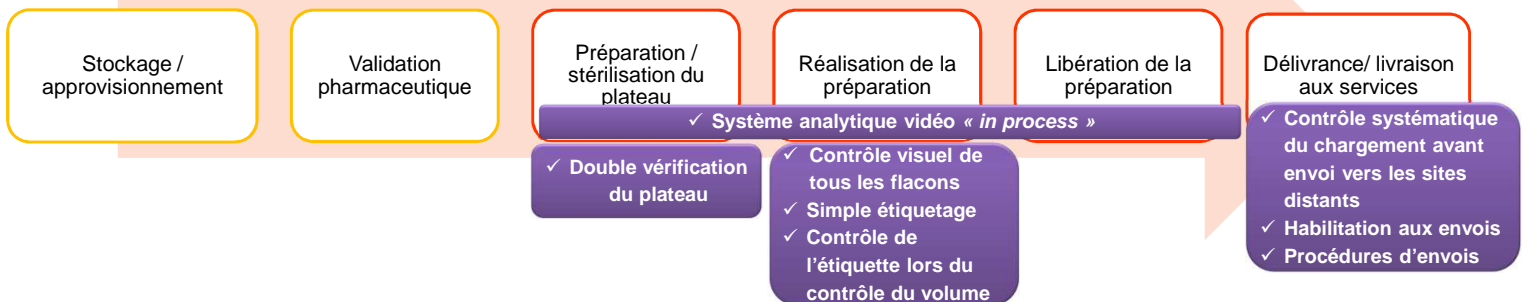 Stockage /
approvisionnement
Validation
pharmaceutique
Préparation /
stérilisation du
plateau
Réalisation de la
préparation
Libération de la
préparation
Délivrance/ livraison
aux services
✓ Système analytique vidéo « in process »
✓ Double vérification
du plateau
✓ Contrôle visuel de
tous les flacons
✓ Simple étiquetage
✓ Contrôle de
l'étiquette lors du
contrôle du volume
✓ Contrôle systématique
du chargement avant
envoi vers les sites
distants
✓ Habilitation aux envois
✓ Procédures d'envois